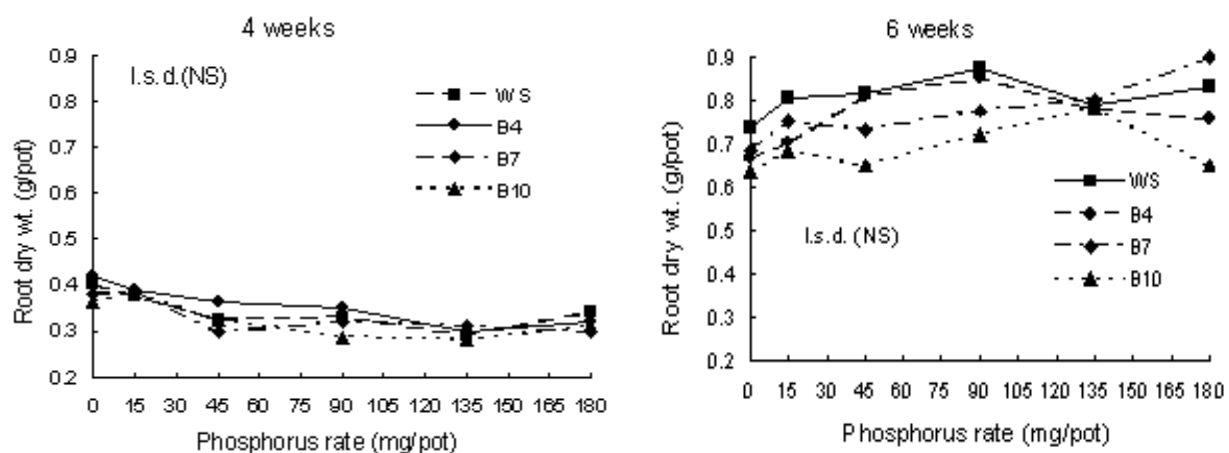 4 weeks
Root dry wt. (g/pot)
0.9
0.8
0.7
0.6
0.5
0.4
0.3
0.2
l.s.d.(NS)
WS
B4
B7
B10
0 15 30 45 60 75 90 105 120 135 150 165 180
Phosphorus rate (mg/pot)
6 weeks
Root dry wt. (g/pot)
0.9
0.8
0.7
0.6
0.5
0.4
0.3
0.2
WS
B4
B7
B10
l.s.d. (NS)
0 15 30 45 60 75 90 105 120 135 150 165 180
Phosphorus rate (mg/pot)